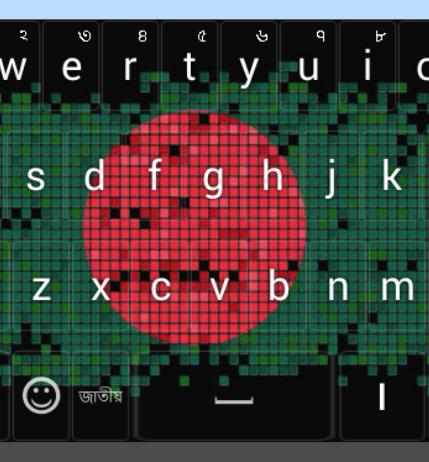 ২ ৩ ৪ ৫ ৬ ৭ ৮
w e r t y u i
s d f g h j k
z x c v b n m
জাতীয় ।